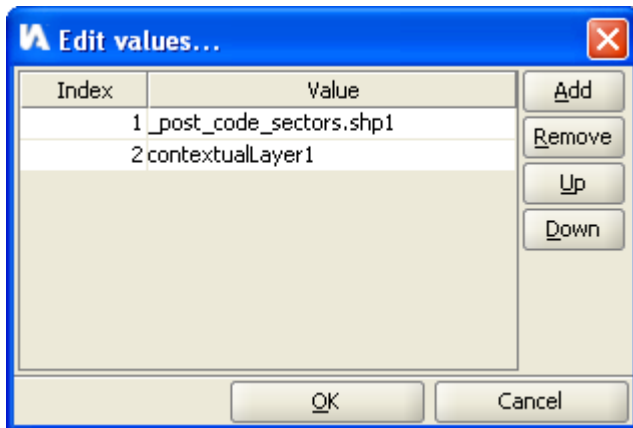 Edit values...
Index Value Add
1 _post_code_sectors.shp1
Remove
2 contextualLayer1
Up
Down
OK Cancel